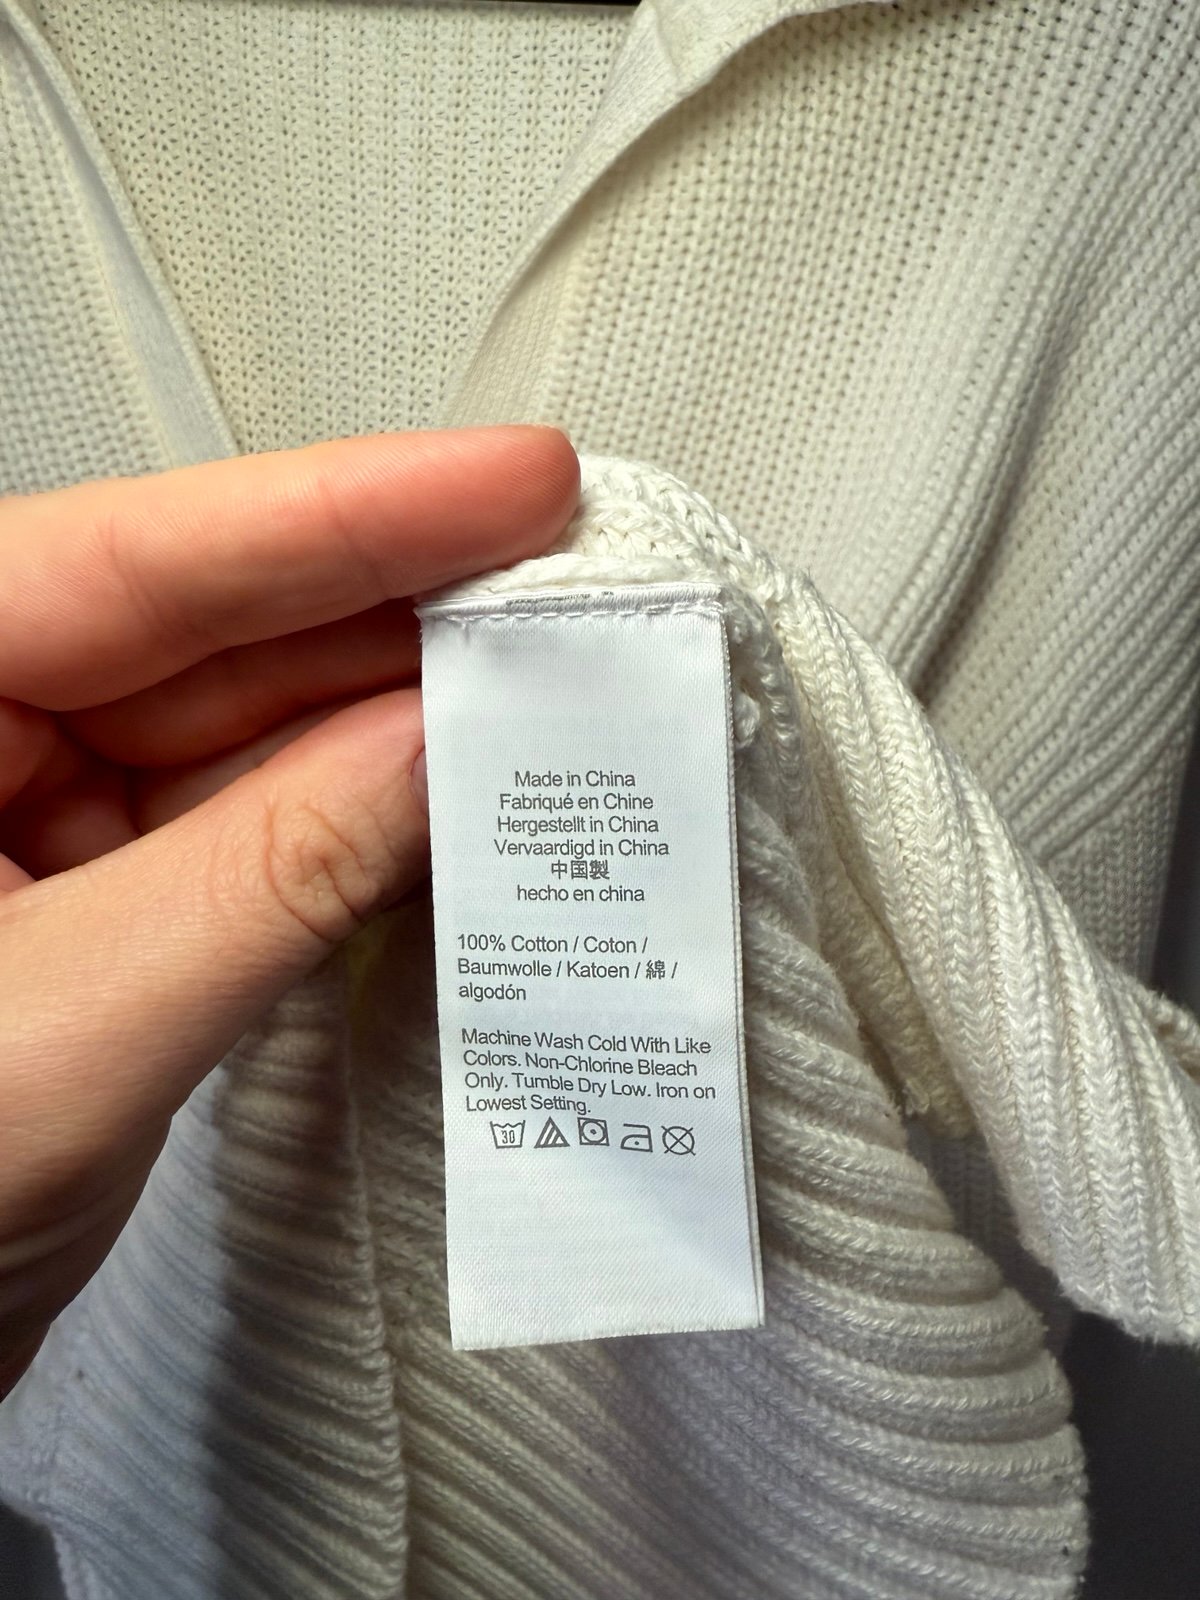 Made in China
Fabriqué en Chine
Hergestellt in China
Vervaardigd in China
中国製
hecho en china
100% Cotton / Coton /
Baumwolle / Katoen / 綿 /
algodón
Machine Wash Cold With Like
Colors. Non-Chlorine Bleach
Only. Tumble Dry Low. Iron on
Lowest Setting.
30